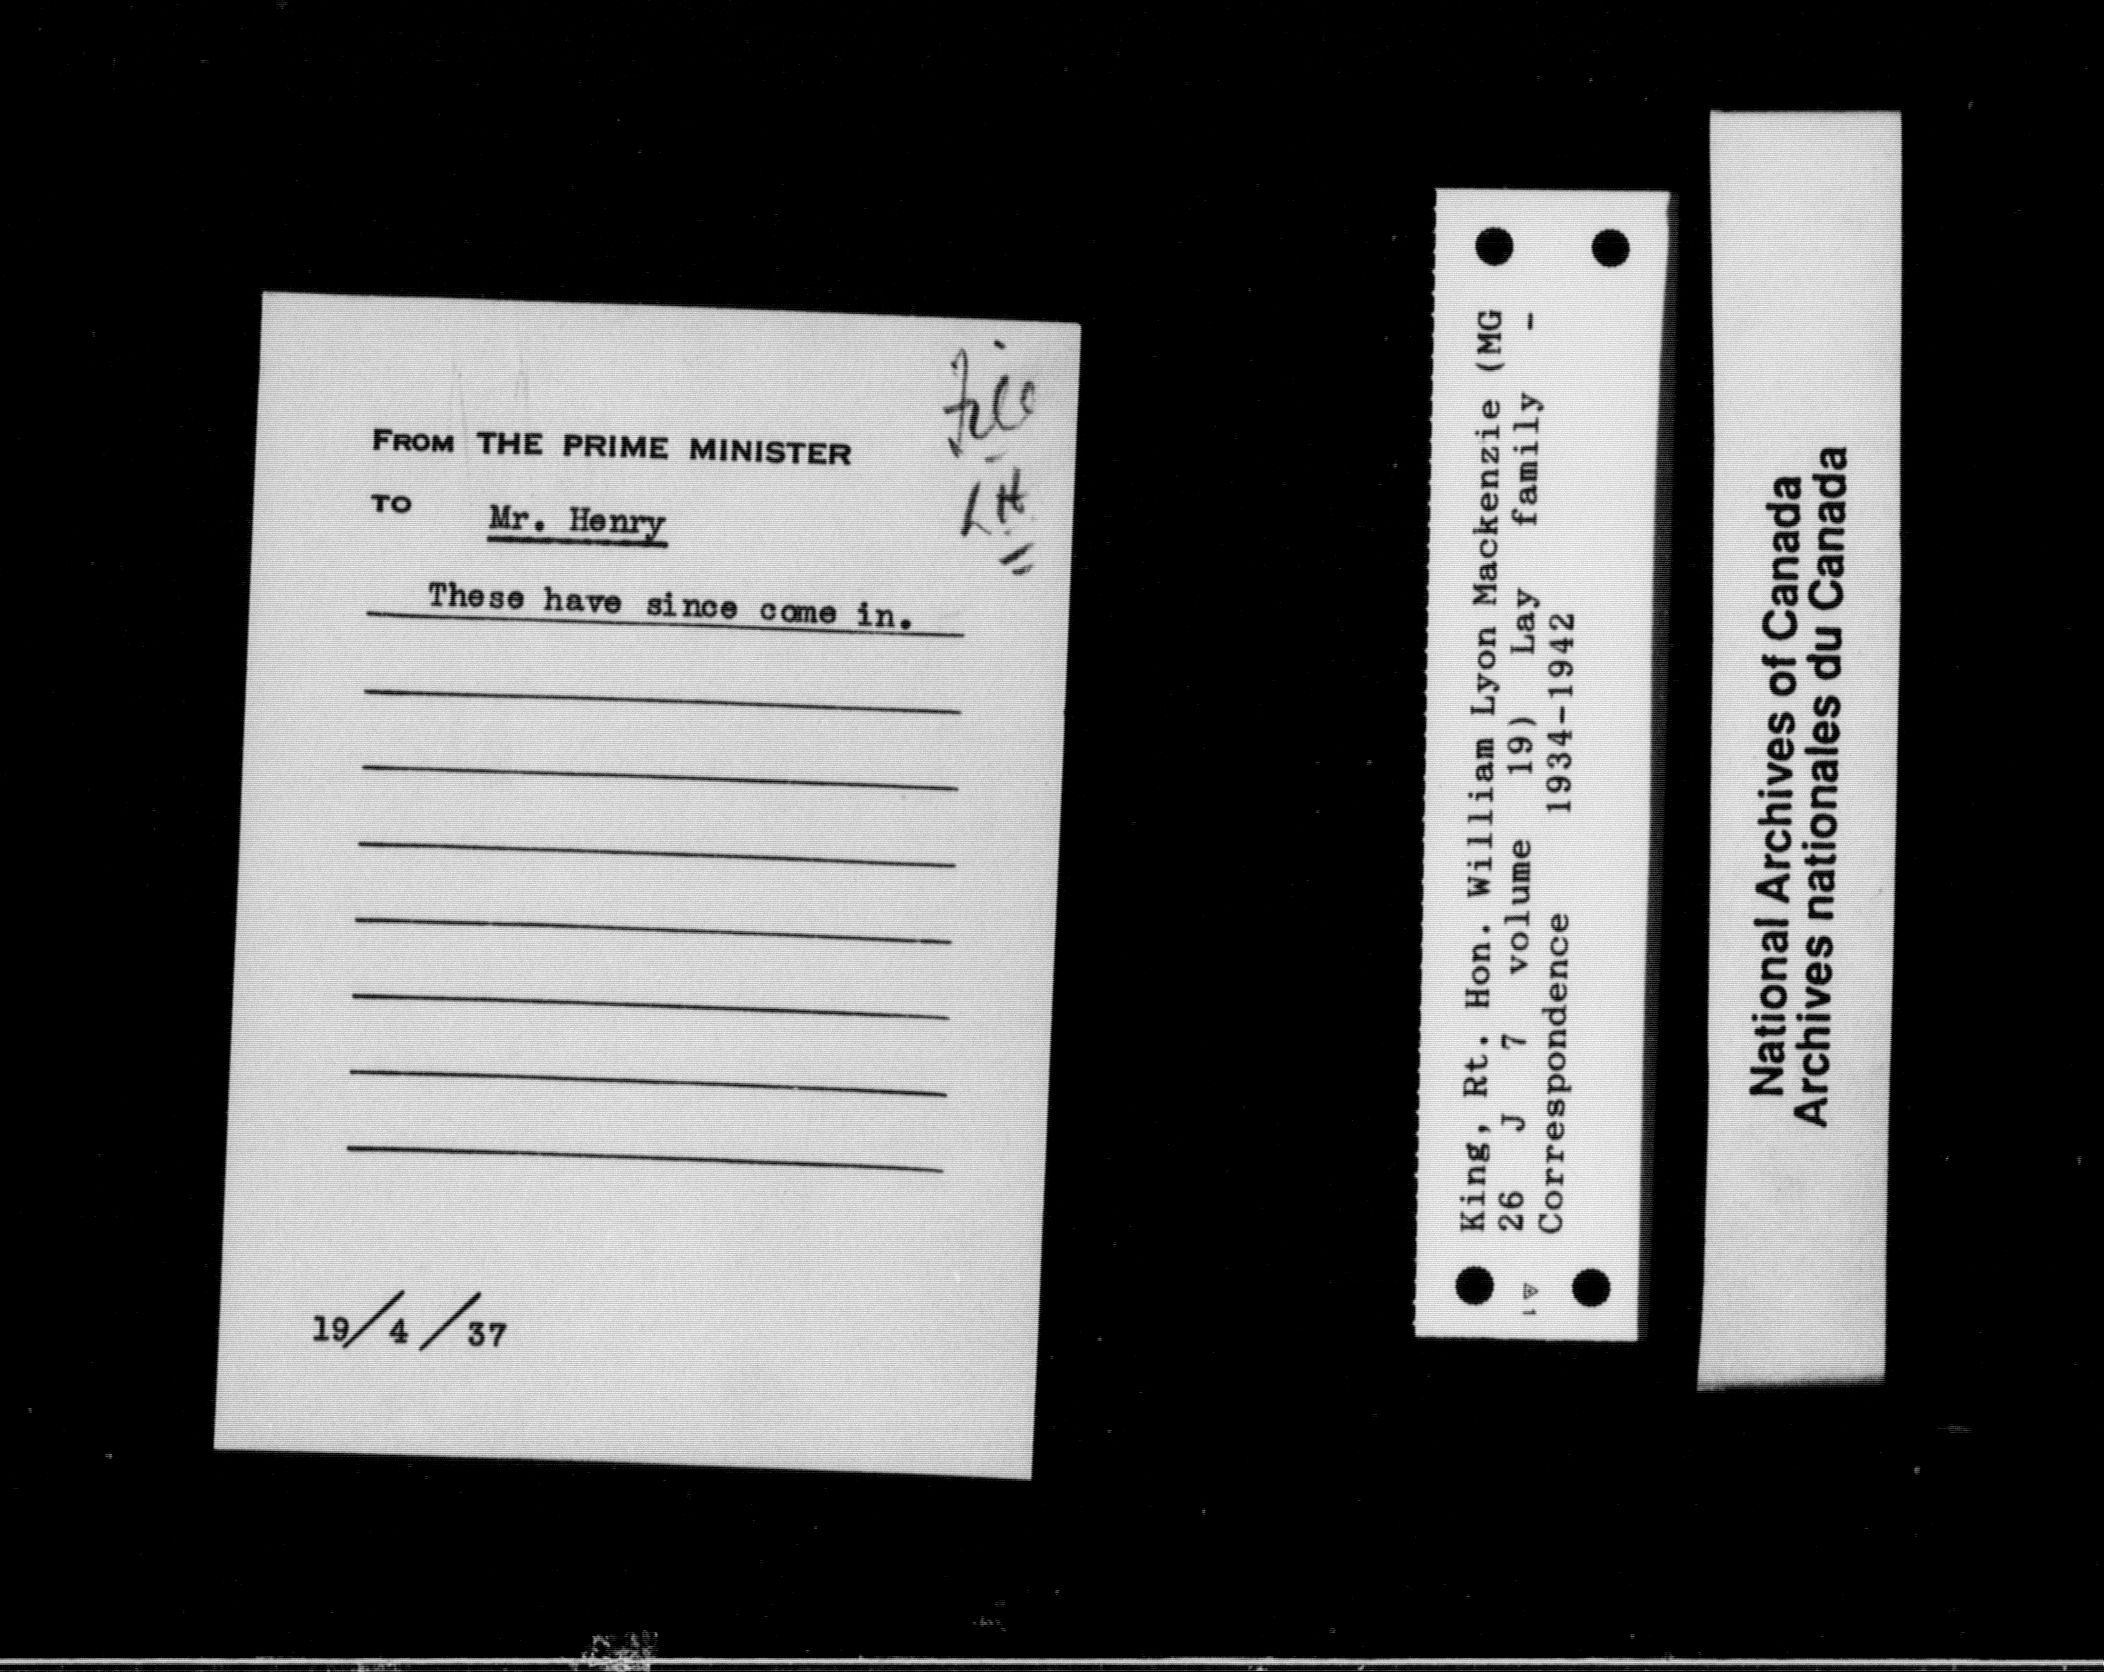 File
FROM THE PRIME MINISTER
LH
TO Mr. Henry
These have since come in.
19/4/37
King, Rt. Hon. William Lyon Mackenzie (MG
26 J 7 volume 19) Lay family -
Correspondence 1934-1942
National Archives of Canada
Archives nationales du Canada